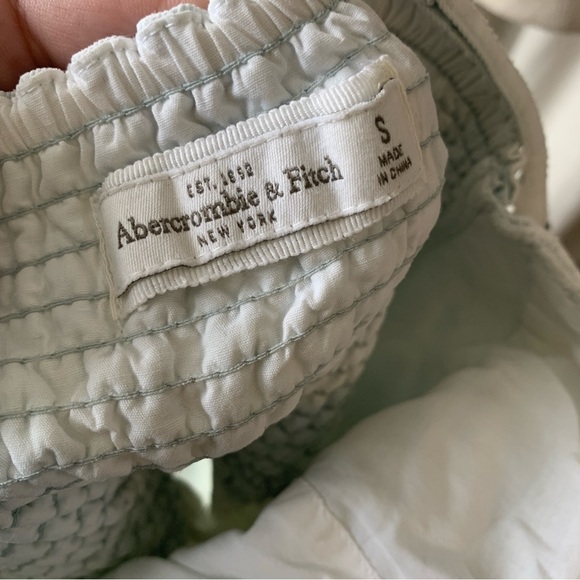 EST. 1892
Abercrombie & Fitch
NEW YORK
S
MADE
IN CHINA